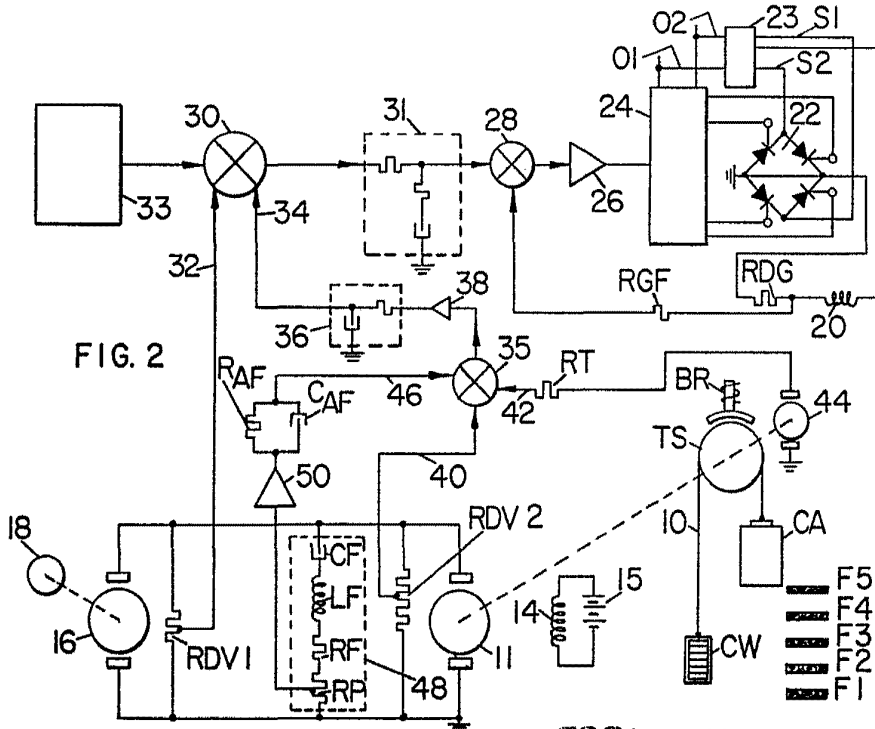 23
S1
O2
O1
S2
24
22
30
31
28
26
33
34
32
RDG
RGF
20
38
36
FIG. 2
35
RT
BR
44
42
46
RAF
CAF
TS
50
40
RDV 2
10
CA
18
CF
LF
14
15
F5
F4
F3
F2
F1
16
RDV 1
RF
RP
48
11
CW